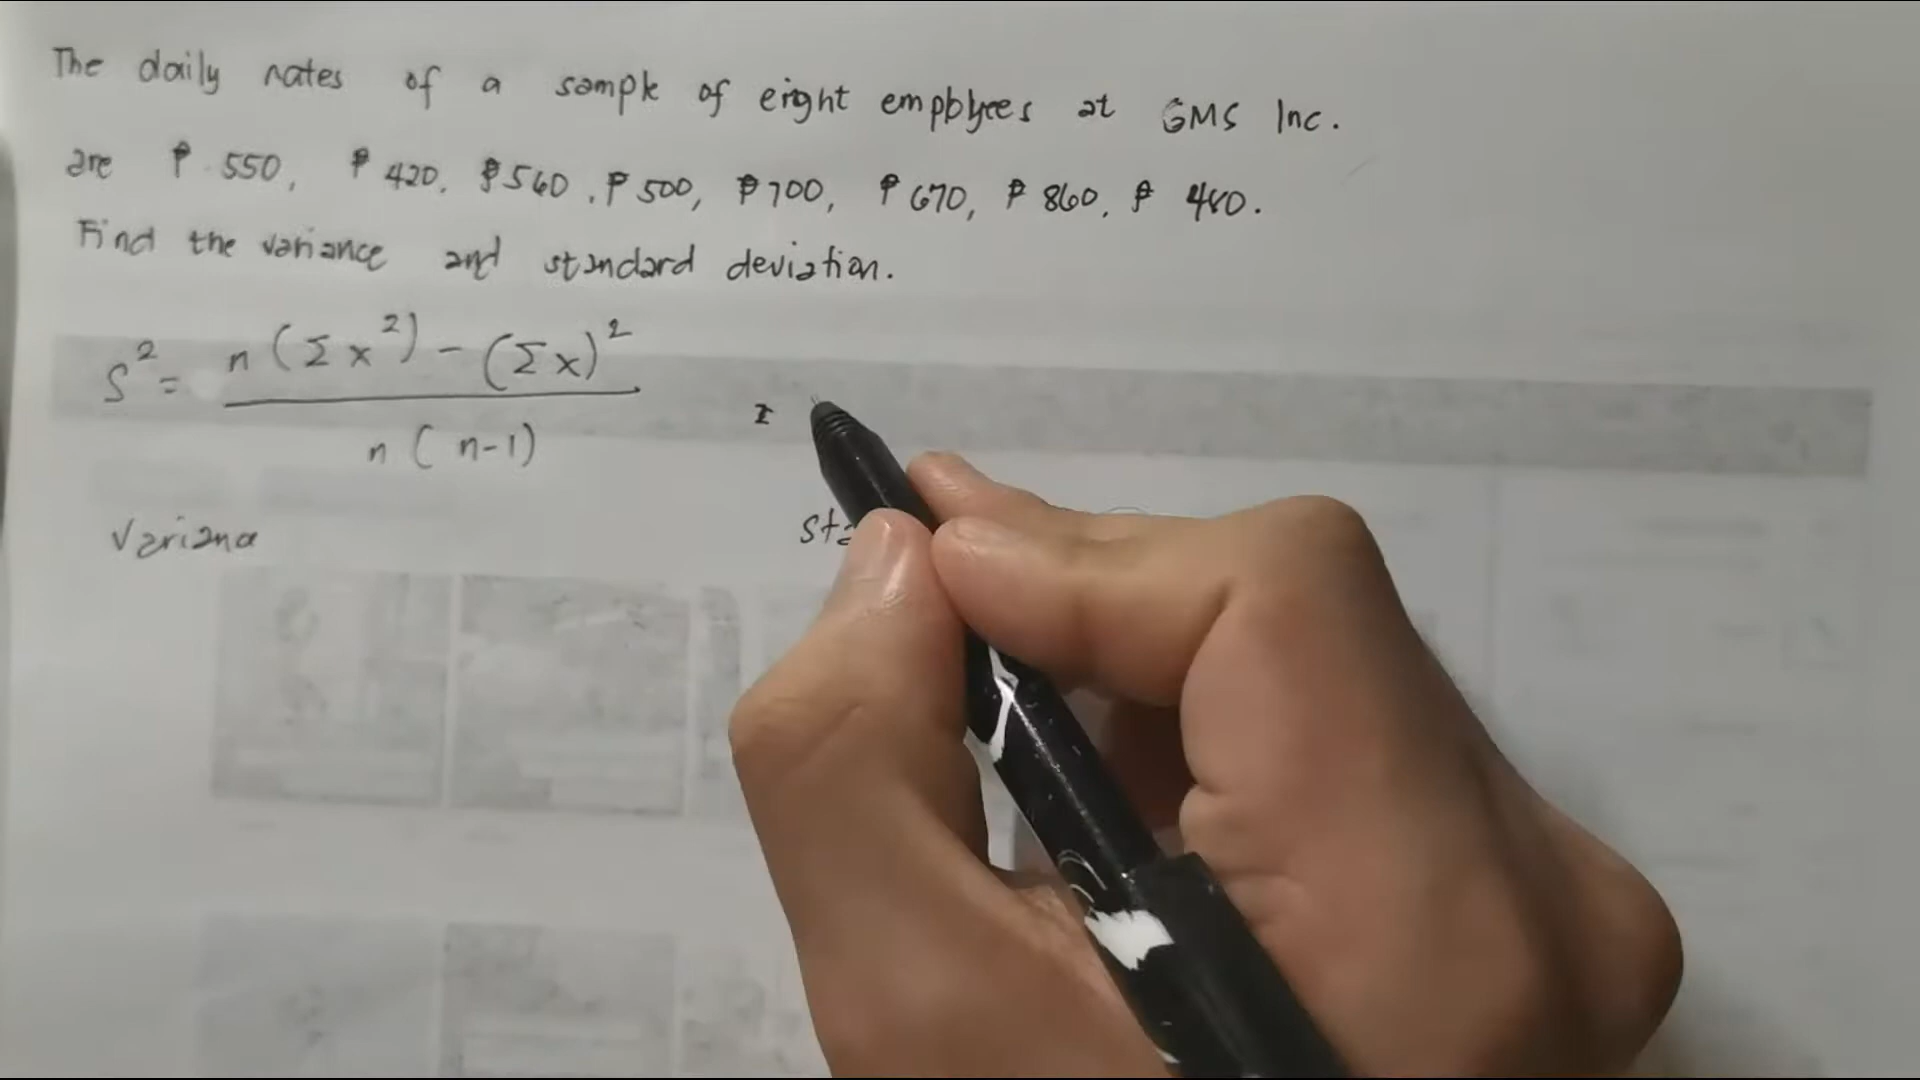 The daily rates of a sample of eight employees at GMS Inc.
are ₱ 550, ₱ 420, ₱ 560, ₱ 500, ₱ 700, ₱ 670, ₱ 860, ₱ 480.
Find the variance and standard deviation.
S² = n(Σx²) - (Σx)² / n(n-1)
Variance
sta